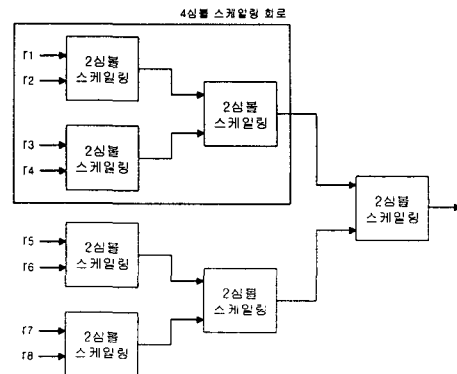 4심볼 스케일링 회로
r1
r2
2심볼
스케일링
r3
r4
2심볼
스케일링
2심볼
스케일링
2심볼
스케일링
r5
r6
2심볼
스케일링
2심볼
스케일링
r7
r8
2심볼
스케일링